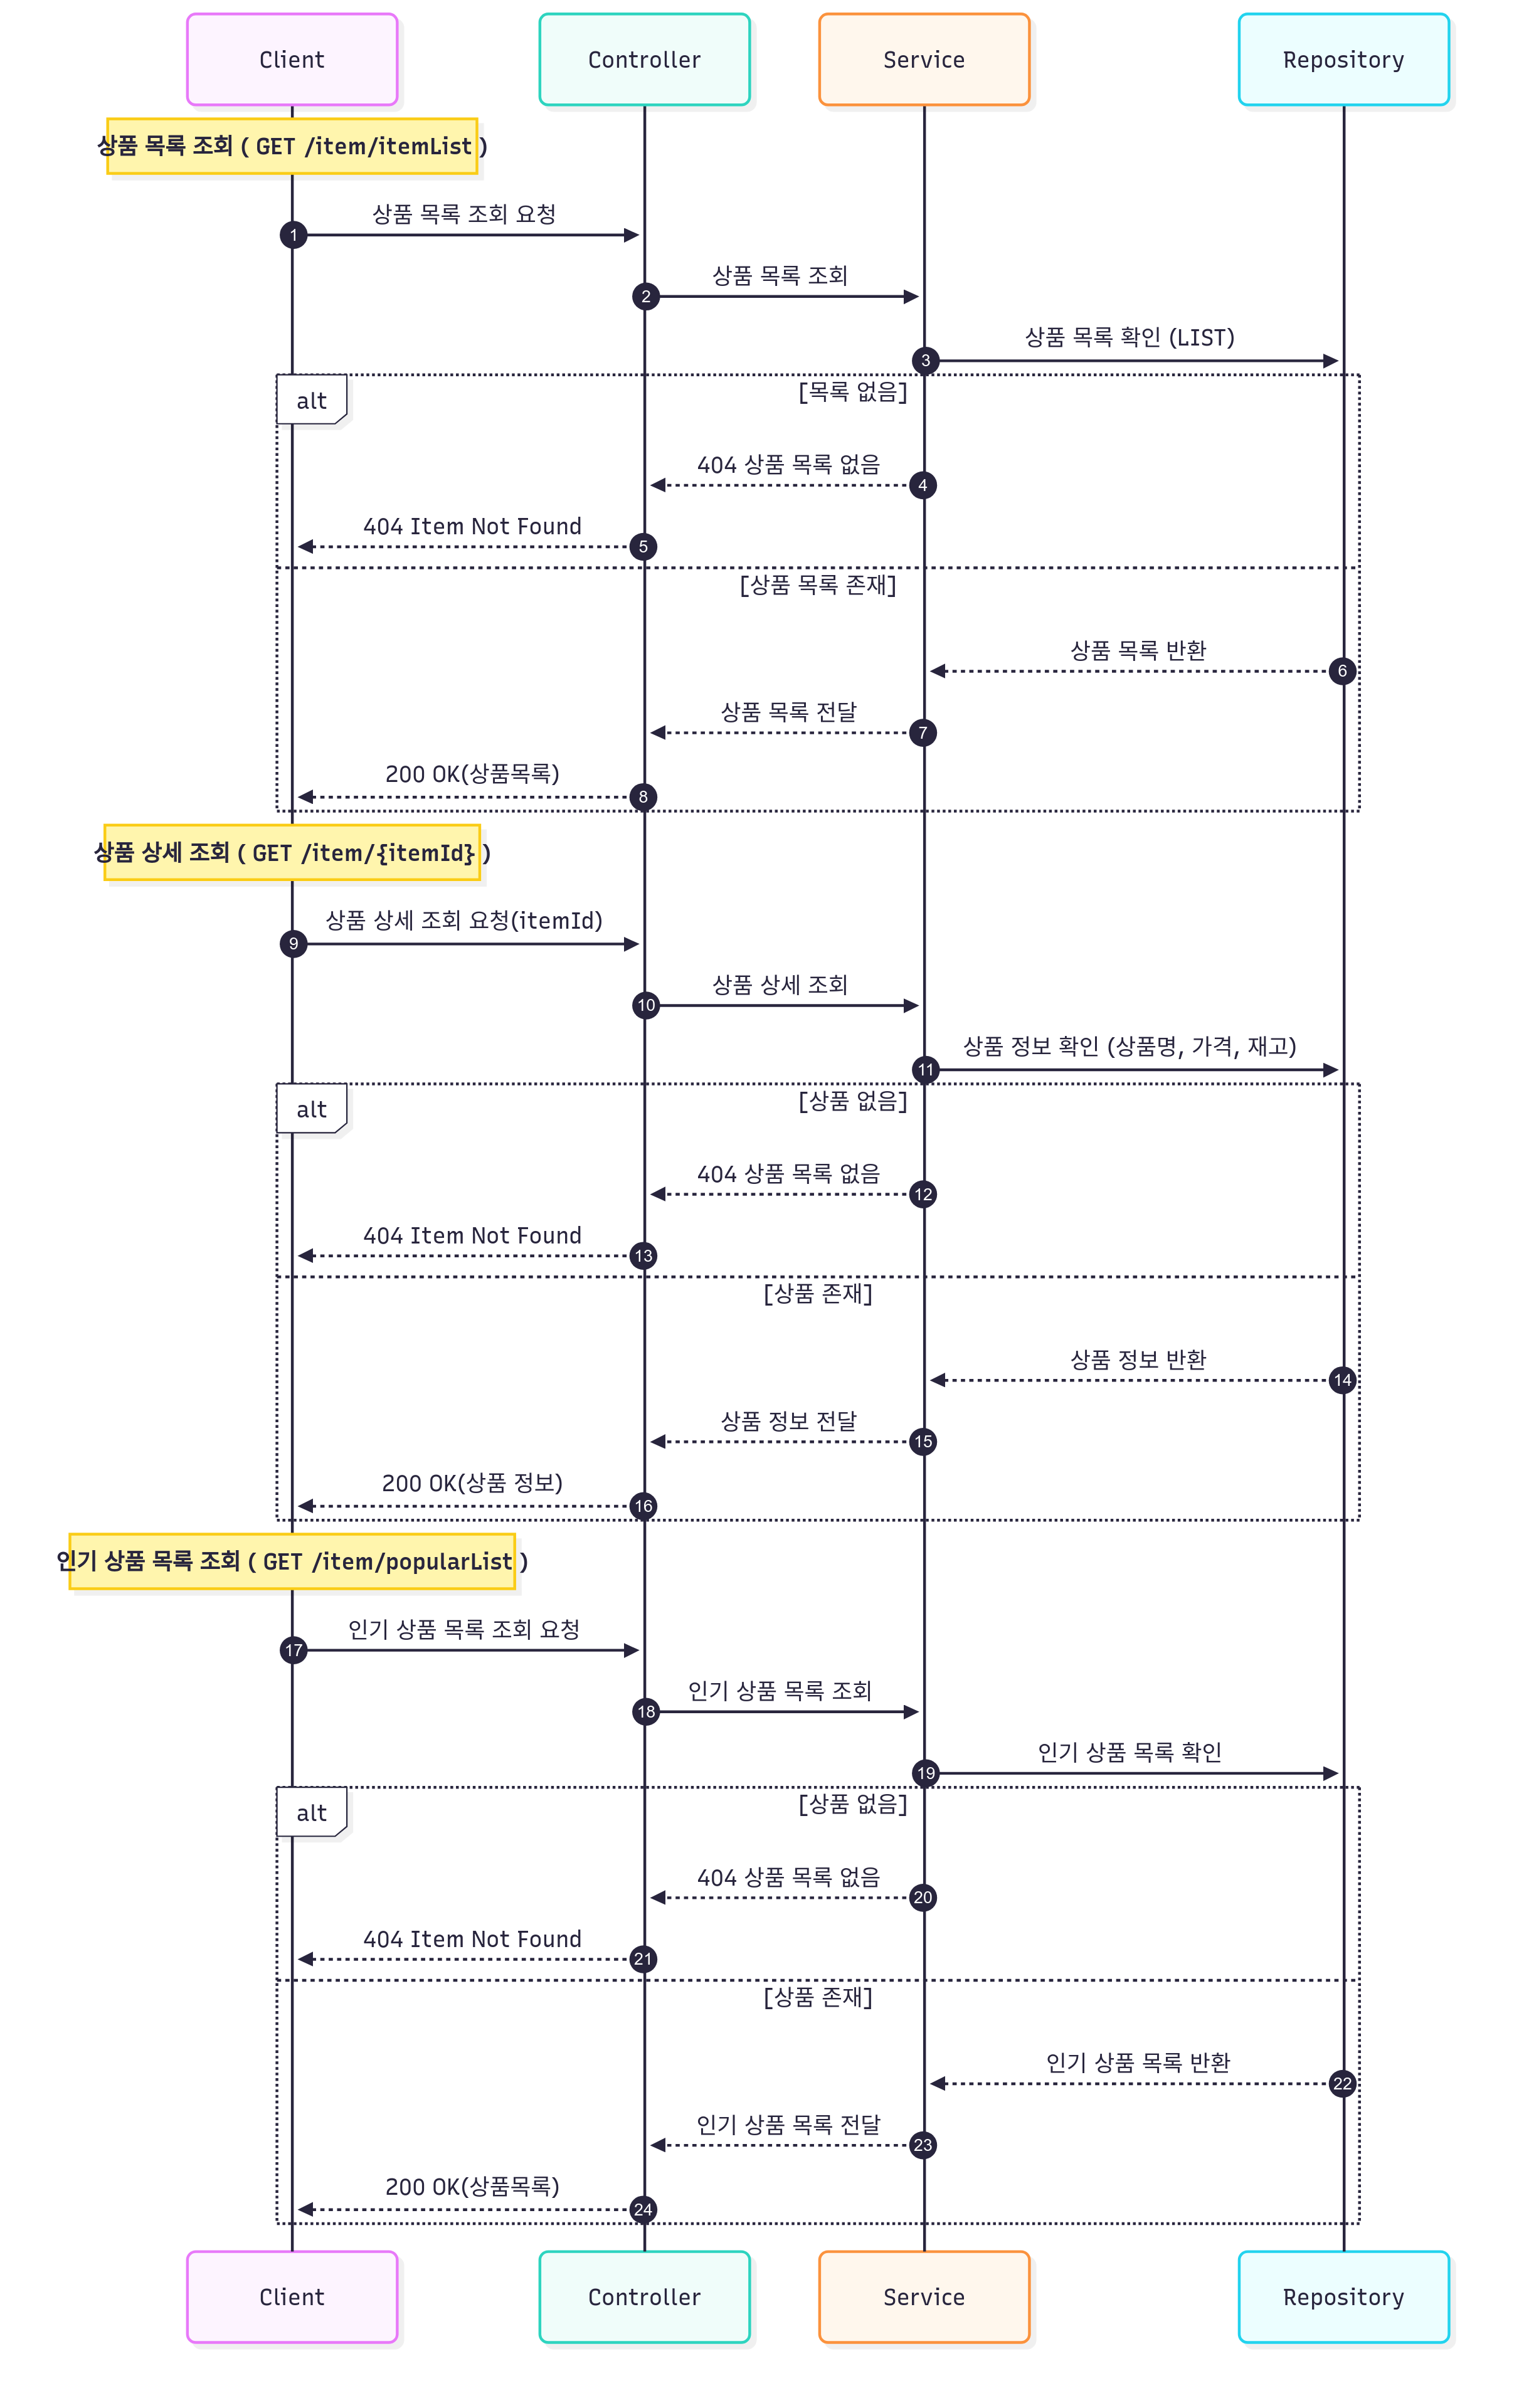 Client
Controller
Service
Repository
상품 목록 조회 ( GET /item/itemList )
상품 목록 조회 요청
1
상품 목록 조회
2
상품 목록 확인 (LIST)
3
alt
[목록 없음]
404 상품 목록 없음
4
404 Item Not Found
5
[상품 목록 존재]
상품 목록 반환
6
상품 목록 전달
7
200 OK(상품목록)
8
상품 상세 조회 ( GET /item/{itemId} )
상품 상세 조회 요청(itemId)
9
상품 상세 조회
10
상품 정보 확인 (상품명, 가격, 재고)
11
alt
[상품 없음]
404 상품 목록 없음
12
404 Item Not Found
13
[상품 존재]
상품 정보 반환
14
상품 정보 전달
15
200 OK(상품 정보)
16
인기 상품 목록 조회 ( GET /item/popularList )
인기 상품 목록 조회 요청
17
인기 상품 목록 조회
18
인기 상품 목록 확인
19
alt
[상품 없음]
404 상품 목록 없음
20
404 Item Not Found
21
[상품 존재]
인기 상품 목록 반환
22
인기 상품 목록 전달
23
200 OK(상품목록)
24
Client
Controller
Service
Repository